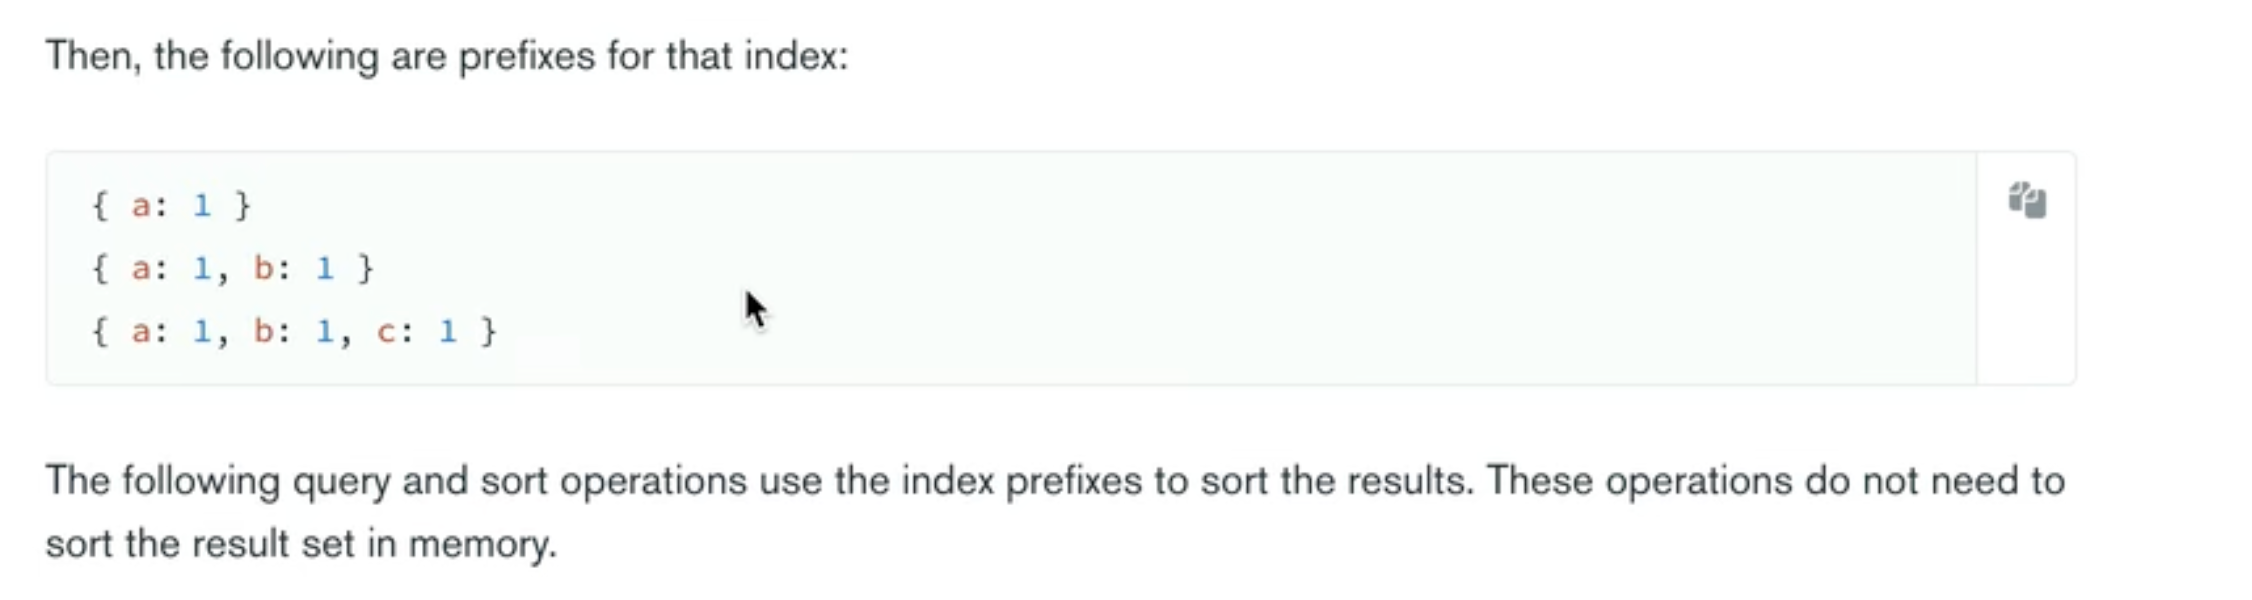 Then, the following are prefixes for that index:
{ a: 1 }
{ a: 1, b: 1 }
{ a: 1, b: 1, c: 1 }
The following query and sort operations use the index prefixes to sort the results. These operations do not need to
sort the result set in memory.